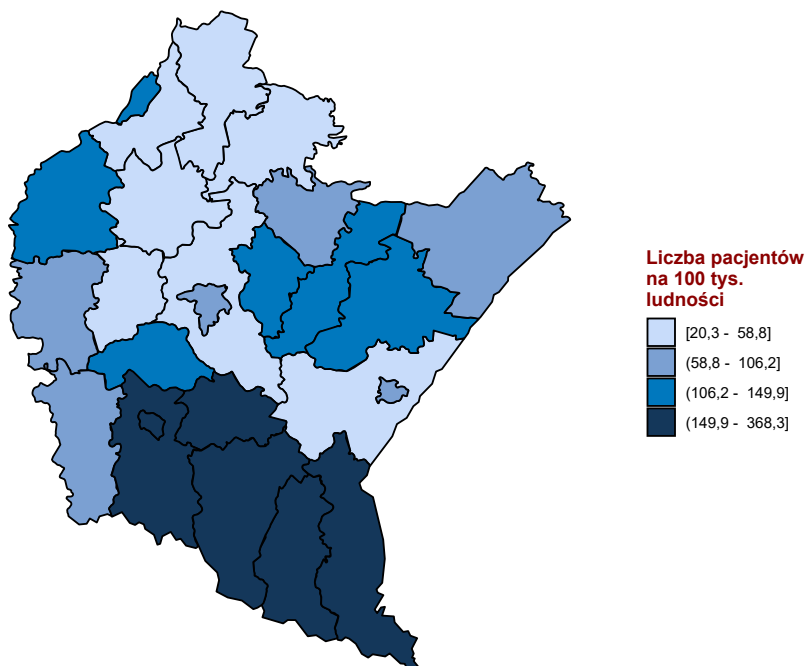 Liczba pacjentów
na 100 tys.
ludności
[20,3 - 58,8]
(58,8 - 106,2]
(106,2 - 149,9]
(149,9 - 368,3]